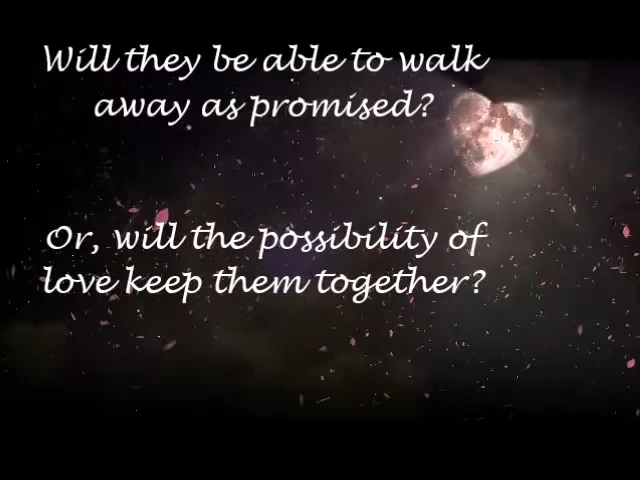 Will they be able to walk
away as promised?
Or, will the possibility of
love keep them together?